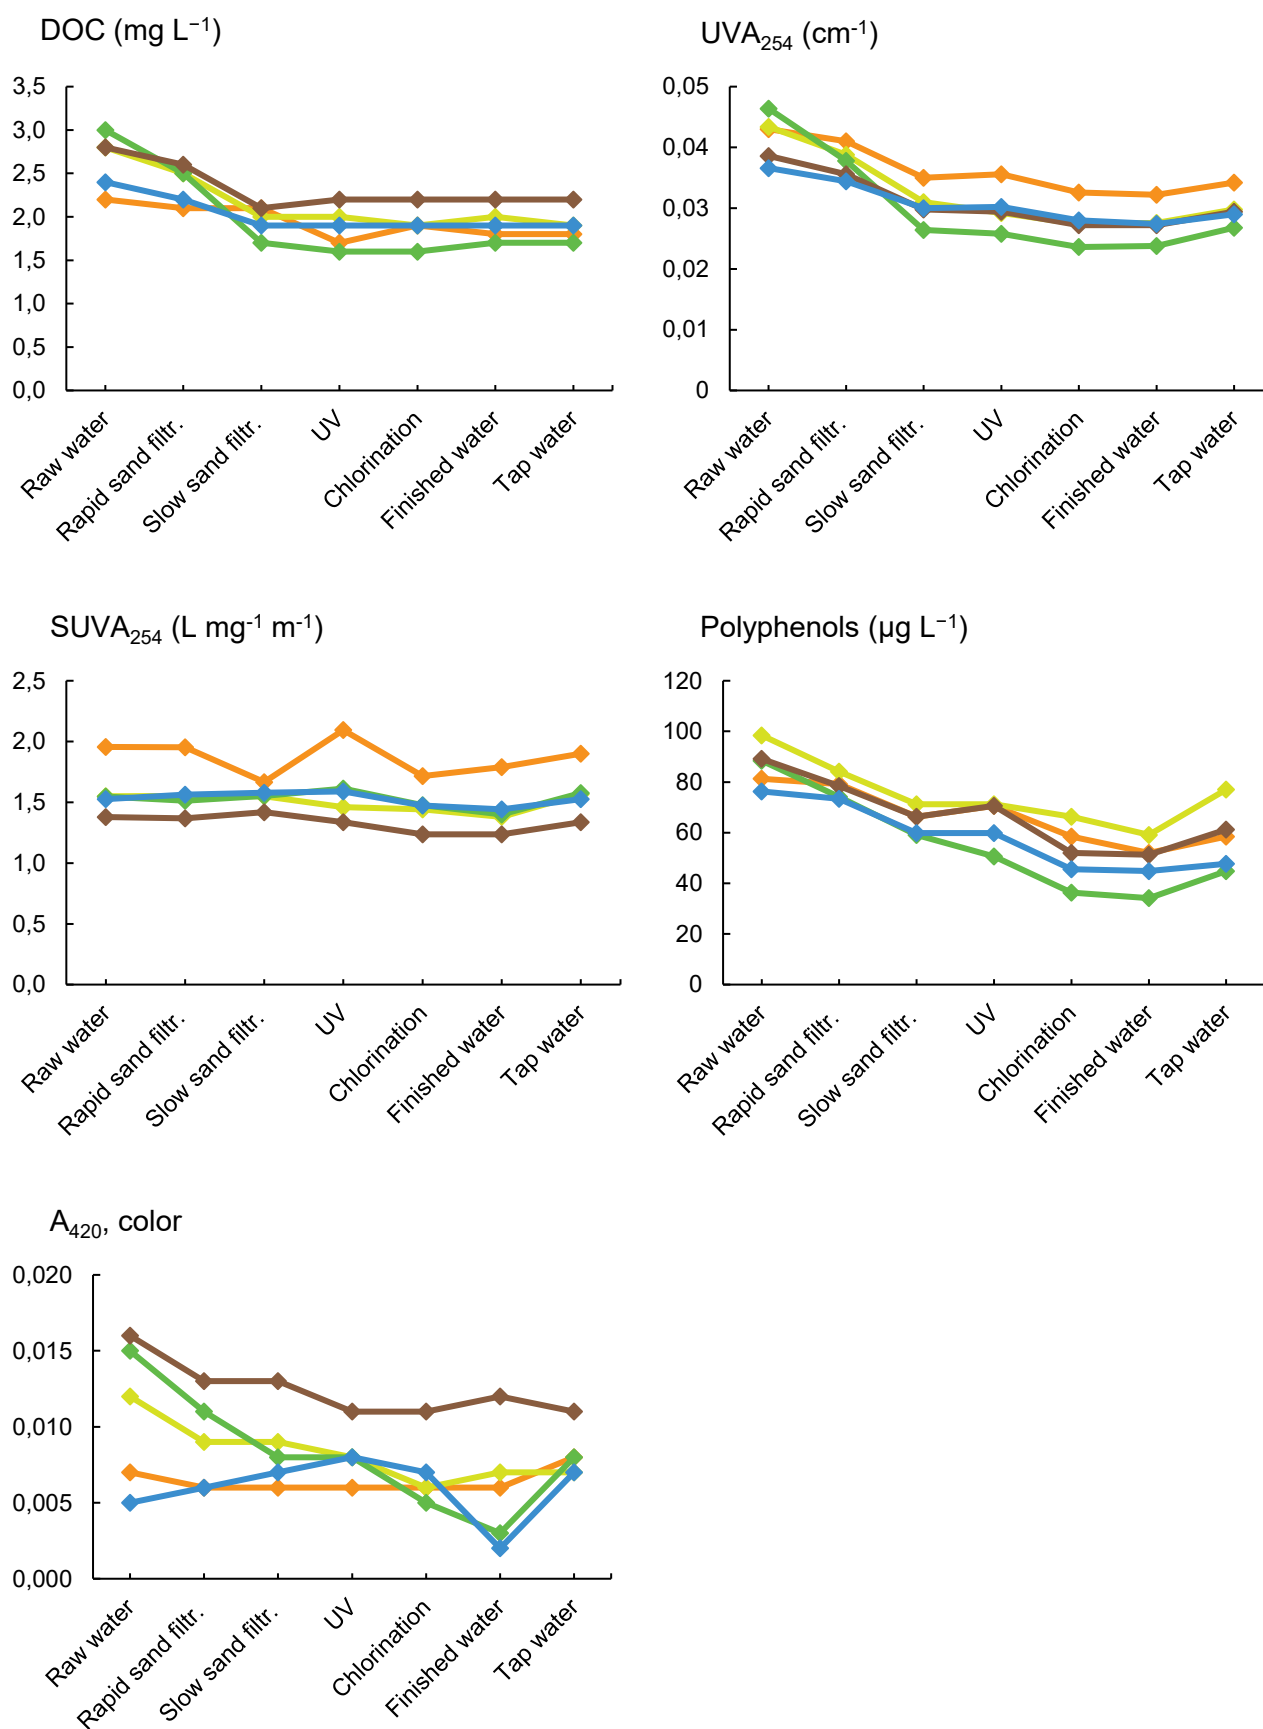 DOC (mg L⁻¹)
3,5
3,0
2,5
2,0
1,5
1,0
0,5
0,0
Raw water
Rapid sand filtr.
Slow sand filtr.
UV
Chlorination
Finished water
Tap water
UVA₂₅₄ (cm⁻¹)
0,05
0,04
0,03
0,02
0,01
0
Raw water
Rapid sand filtr.
Slow sand filtr.
UV
Chlorination
Finished water
Tap water
SUVA₂₅₄ (L mg⁻¹ m⁻¹)
2,5
2,0
1,5
1,0
0,5
0,0
Raw water
Rapid sand filtr.
Slow sand filtr.
UV
Chlorination
Finished water
Tap water
Polyphenols (µg L⁻¹)
120
100
80
60
40
20
0
Raw water
Rapid sand filtr.
Slow sand filtr.
UV
Chlorination
Finished water
Tap water
A₄₂₀, color
0,020
0,015
0,010
0,005
0,000
Raw water
Rapid sand filtr.
Slow sand filtr.
UV
Chlorination
Finished water
Tap water